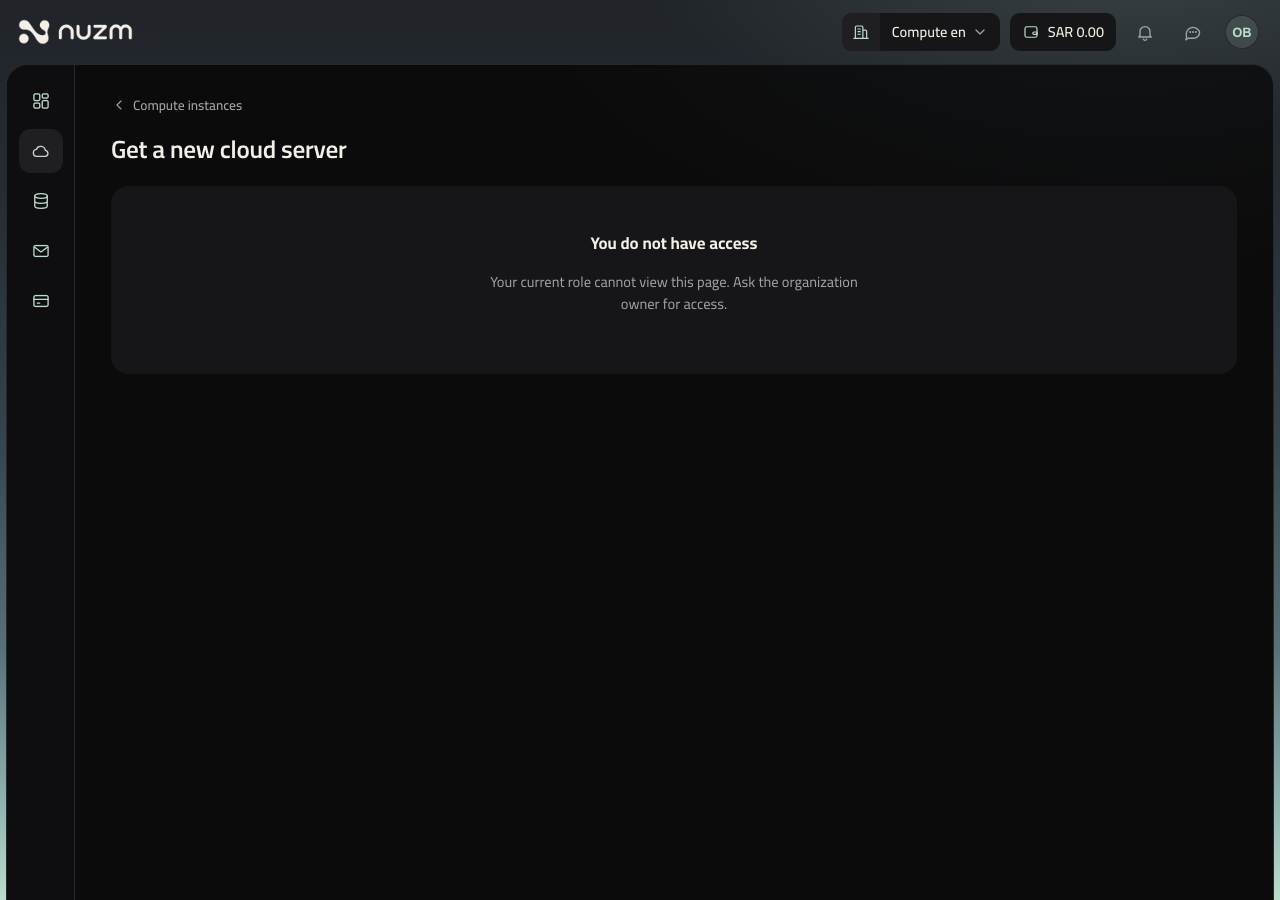 nuzm
Compute en
SAR 0.00
OB
Compute instances
Get a new cloud server
You do not have access
Your current role cannot view this page. Ask the organization
owner for access.